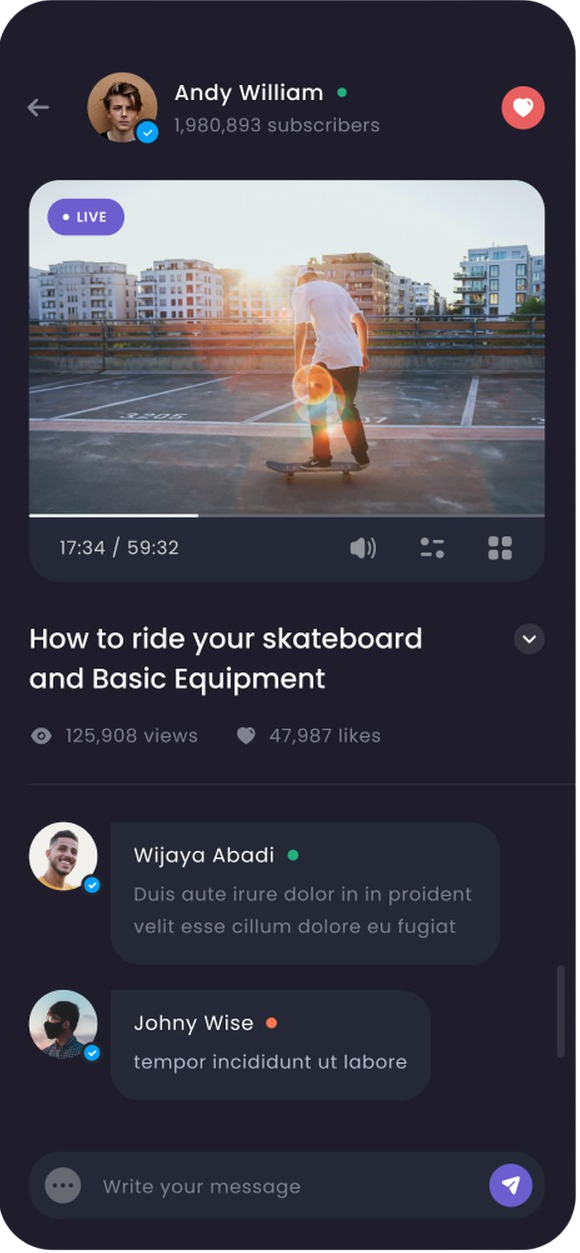 Andy William
1,980,893 subscribers
LIVE
3205
07
17:34 / 59:32
How to ride your skateboard
and Basic Equipment
125,908 views
47,987 likes
Wijaya Abadi
Duis aute irure dolor in in proident
velit esse cillum dolore eu fugiat
Johny Wise
tempor incididunt ut labore
Write your message